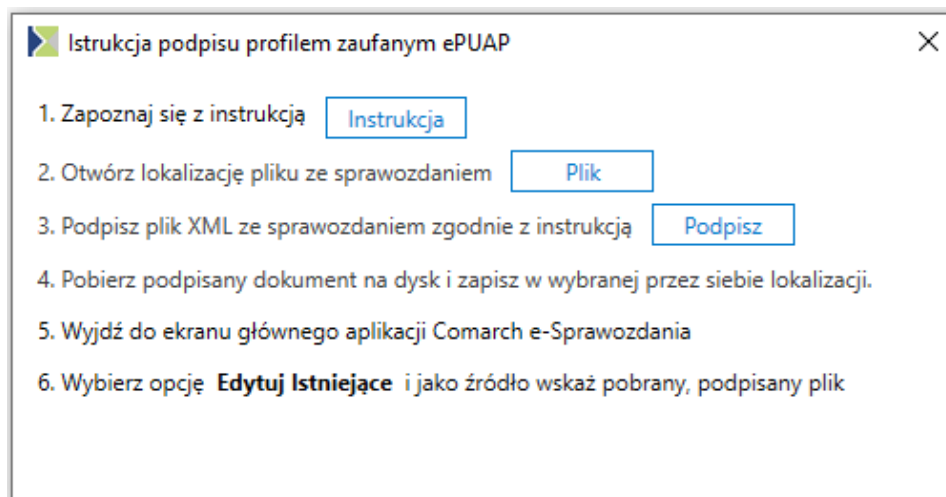 Istrukcja podpisu profilem zaufanym ePUAP
1. Zapoznaj się z instrukcją Instrukcja
2. Otwórz lokalizację pliku ze sprawozdaniem Plik
3. Podpisz plik XML ze sprawozdaniem zgodnie z instrukcją Podpisz
4. Pobierz podpisany dokument na dysk i zapisz w wybranej przez siebie lokalizacji.
5. Wyjdź do ekranu głównego aplikacji Comarch e-Sprawozdania
6. Wybierz opcję Edytuj Istniejące i jako źródło wskaż pobrany, podpisany plik